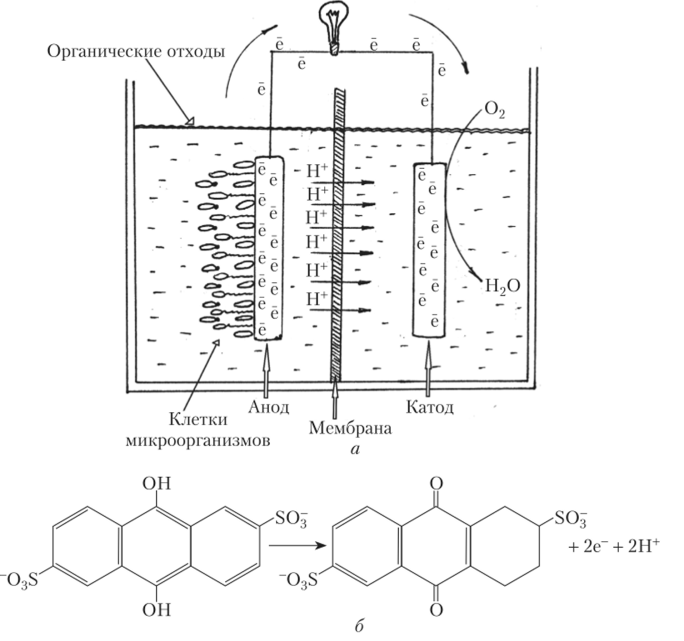 ē ē ē
Органические отходы
ē
ē
ē ē
O₂
ē ē
ē
H⁺
ē ē
H⁺
ē
H⁺
ē ē
H⁺
ē ē
H⁺
ē ē
H₂O
H⁺
ē ē
ē
ē
Анод
Катод
Клетки
микроорганизмов
Мембрана
а
OH
O
SO₃⁻
SO₃⁻
+ 2e⁻ + 2H⁺
⁻O₃S
⁻O₃S
OH
O
б